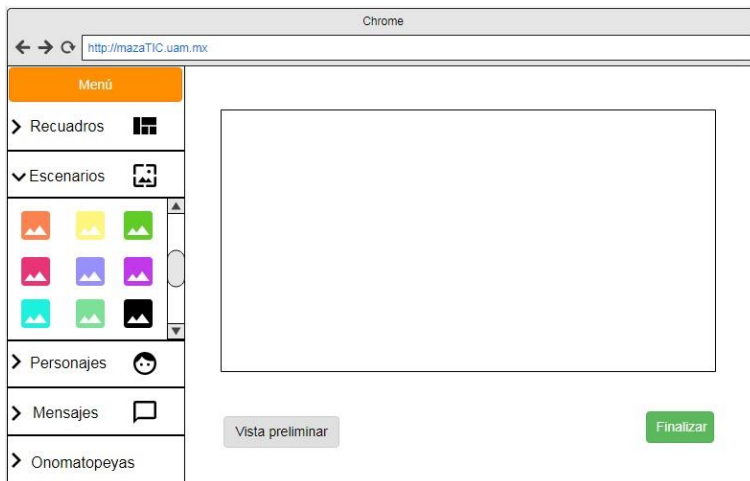 Chrome
http://mazaTIC.uam.mx
Menú
Recuadros
Escenarios
Personajes
Mensajes
Onomatopeyas
Vista preliminar
Finalizar